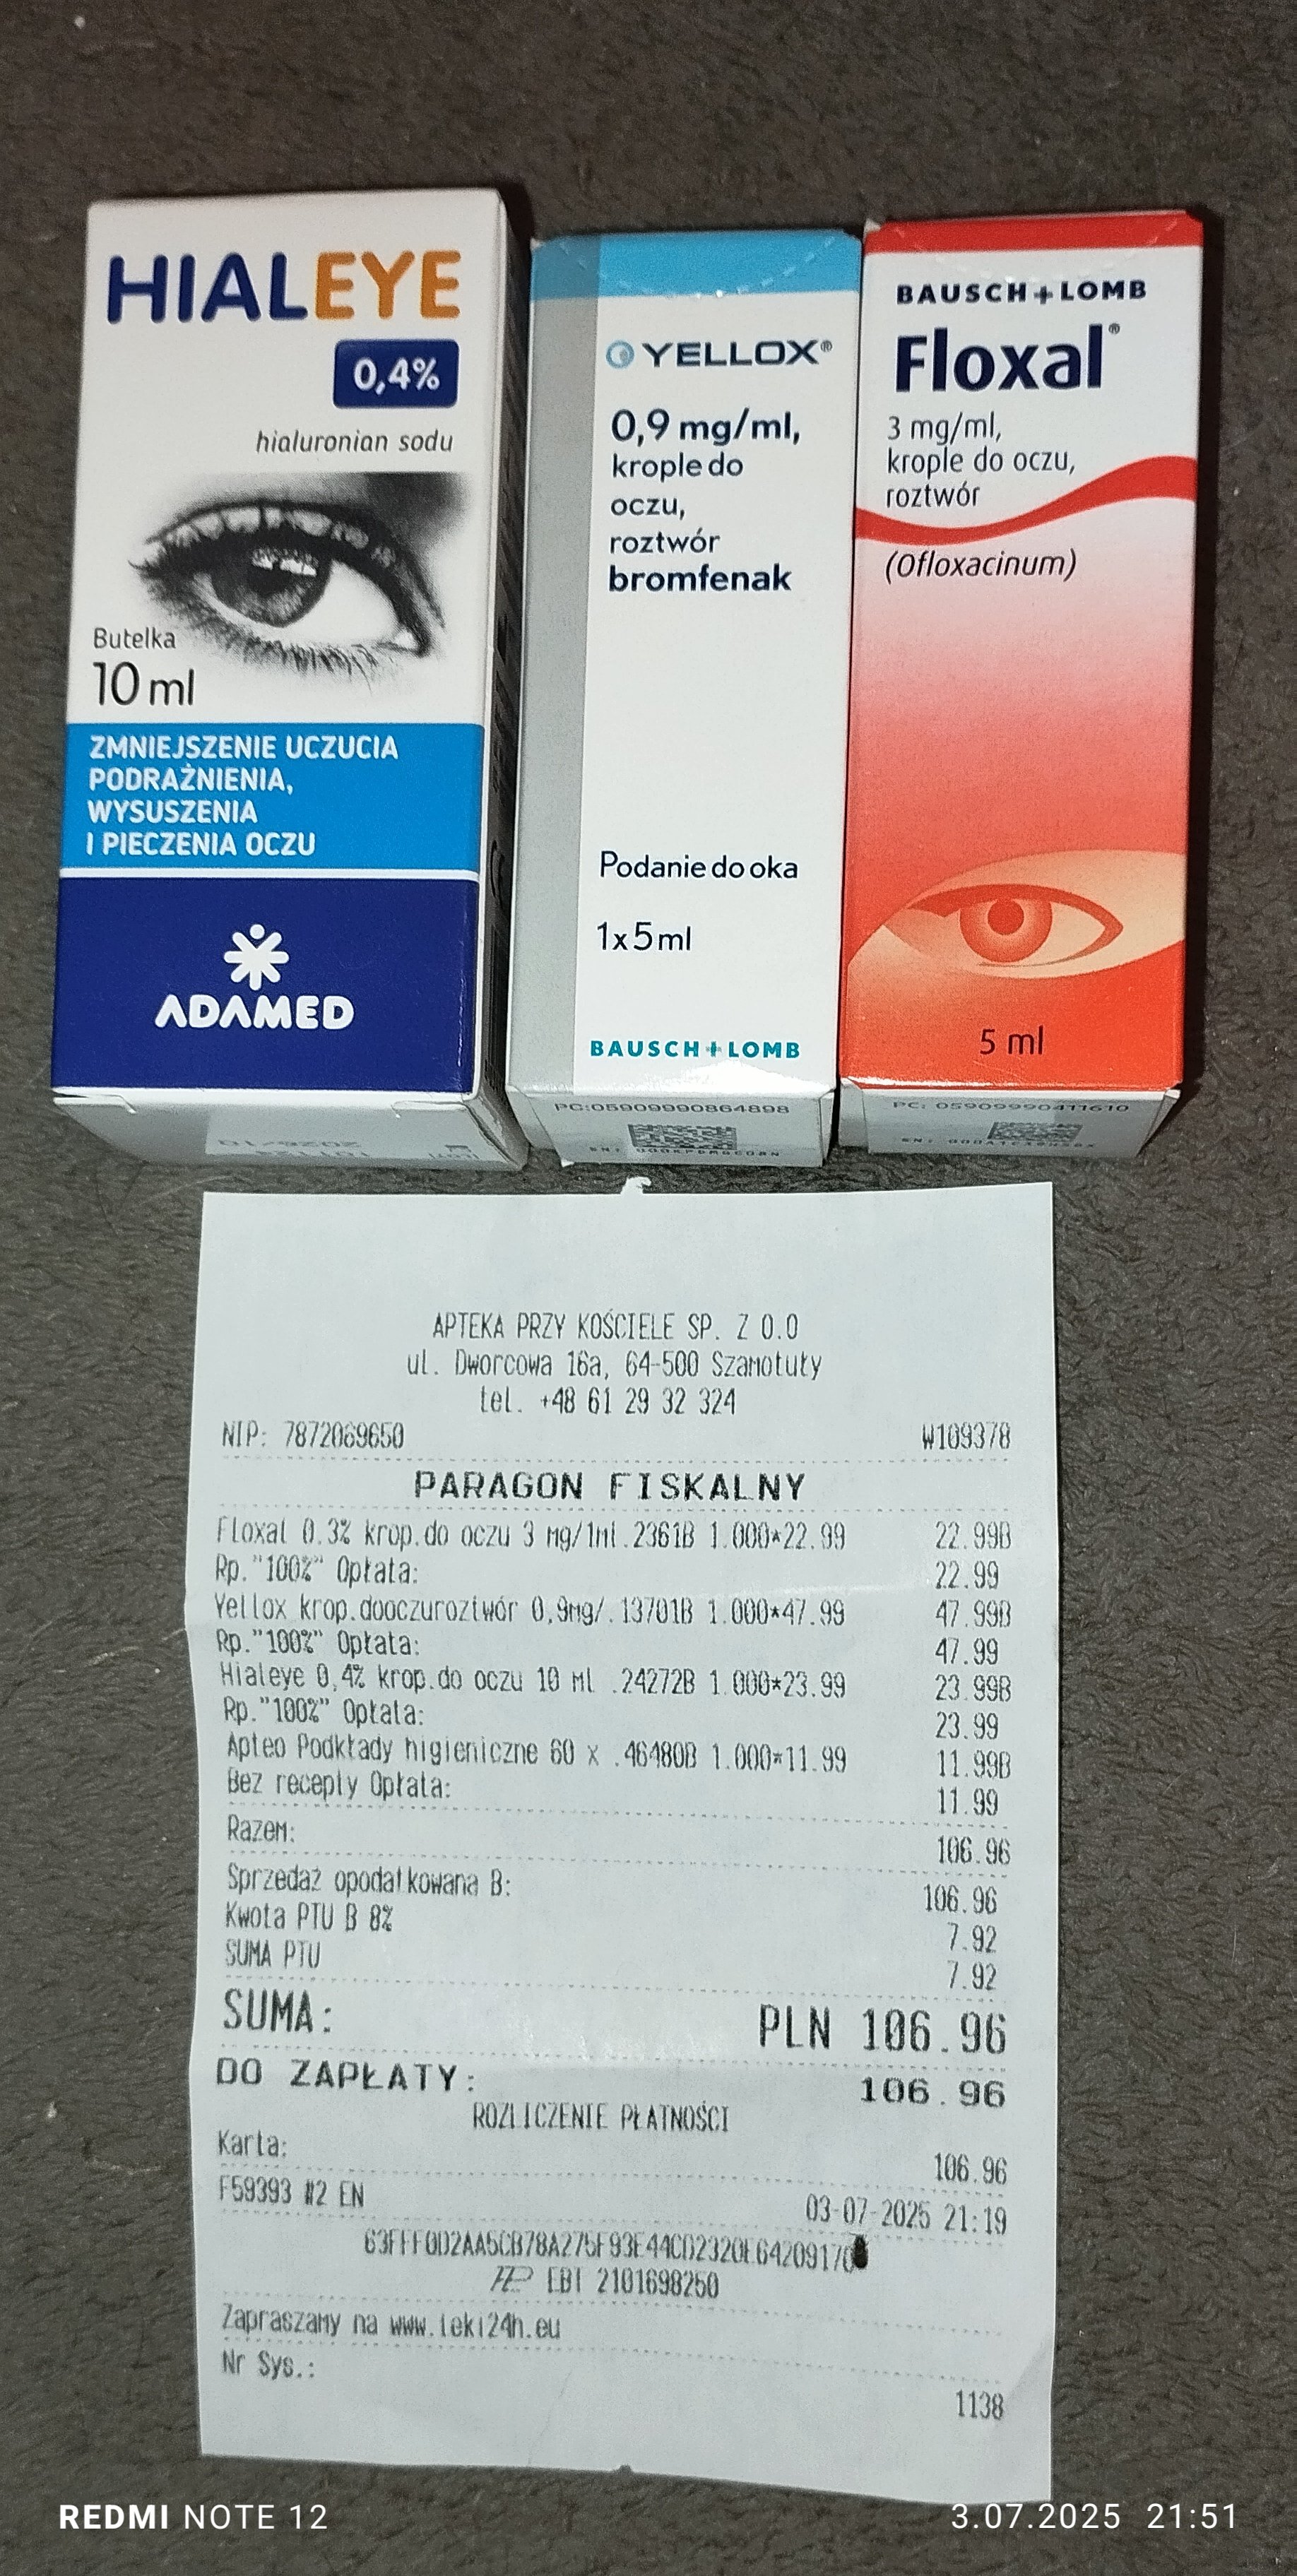 HIALEYE
0,4%
hialuronian sodu
Butelka
10 ml
ZMNIEJSZENIE UCZUCIA
PODRAŻNIENIA,
WYSUSZENIA
I PIECZENIA OCZU
ADAMED
YELLOX®
0,9 mg/ml,
krople do
oczu,
roztwór
bromfenak
Podanie do oka
1x5ml
BAUSCH+LOMB
PC:05909990864898
BAUSCH+LOMB
Floxal®
3 mg/ml,
krople do oczu,
roztwór
(Ofloxacinum)
5 ml
PC: 05909990411610
APTEKA PRZY KOŚCIELE SP. Z O.O
ul. Dworcowa 16a, 64-500 Szamotuły
tel. +48 61 29 32 324
NIP: 7872069650 W109378
PARAGON FISKALNY
Floxal 0.3% krop.do oczu 3 mg/1ml.2361B 1.000*22.99 22.99B
Rp."100%" Opłata: 22.99
Yellox krop.dooczuroztwór 0,9mg/.13701B 1.000*47.99 47.99B
Rp."100%" Opłata: 47.99
Hialeye 0,4% krop.do oczu 10 ml .24272B 1.000*23.99 23.99B
Rp."100%" Opłata: 23.99
Apteo Podkłady higieniczne 60 x .46480B 1.000*11.99 11.99B
Bez recepty Opłata: 11.99
Razem: 106.96
Sprzedaż opodatkowana B: 106.96
Kwota PTU B 8% 7.92
SUMA PTU 7.92
SUMA: PLN 106.96
DO ZAPŁATY: 106.96
ROZLICZENIE PŁATNOŚCI
Karta: 106.96
F59393 #2 EN 03-07-2025 21:19
EBT 2101698250
Zapraszamy na www.leki24h.eu
Nr Sys.:
1138
REDMI NOTE 12
3.07.2025 21:51